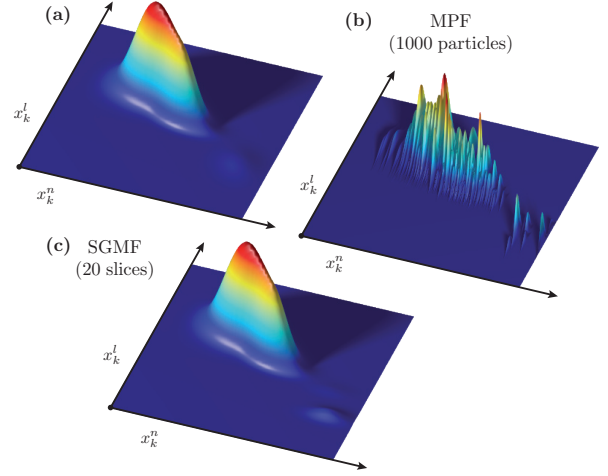 (a)
x_k^l
x_k^n
(b)
MPF
(1000 particles)
x_k^l
x_k^n
(c)
SGMF
(20 slices)
x_k^l
x_k^n